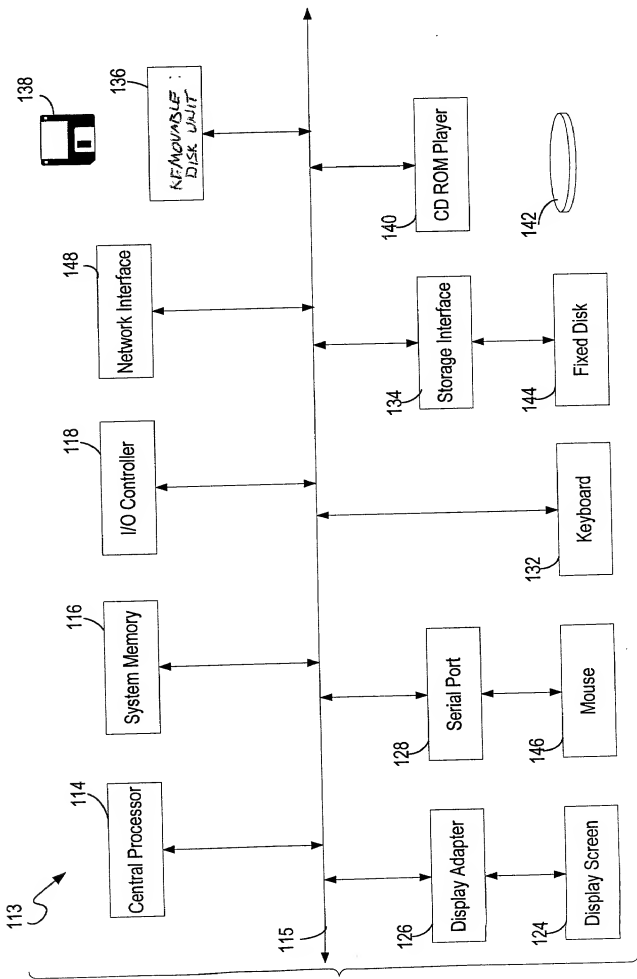 113
114
Central Processor
116
System Memory
118
I/O Controller
148
Network Interface
136
REMOVABLE :
DISK UNIT
138
115
126
Display Adapter
128
Serial Port
134
Storage Interface
140
CD ROM Player
124
Display Screen
146
Mouse
132
Keyboard
144
Fixed Disk
142